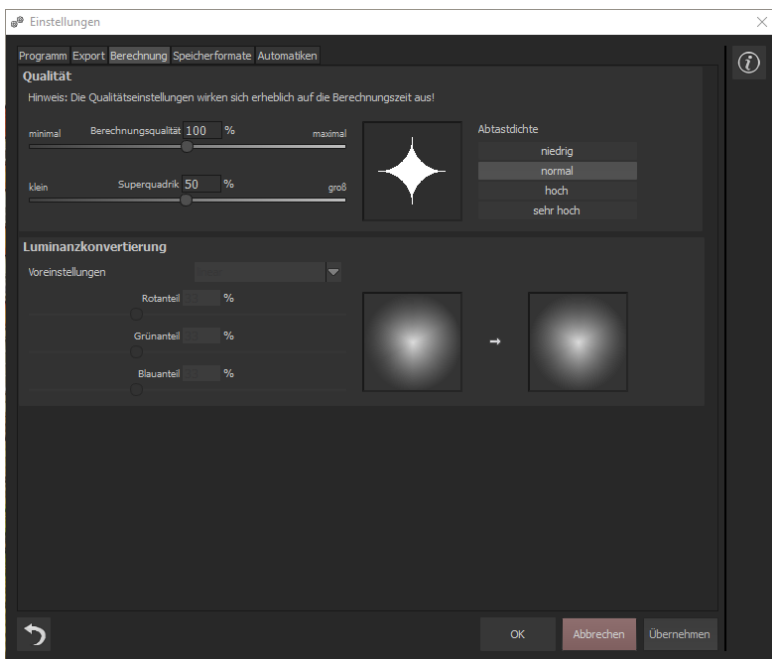 Einstellungen
Programm Export Berechnung Speicherformate Automatiken
Qualität
Hinweis: Die Qualitätseinstellungen wirken sich erheblich auf die Berechnungszeit aus!
minimal Berechnungsqualität 100 % maximal
klein Superquadrik 50 % groß
Abtastdichte
niedrig
normal
hoch
sehr hoch
Luminanzkonvertierung
Voreinstellungen
Rotanteil %
Grünanteil %
Blauanteil %
OK Abbrechen Übernehmen